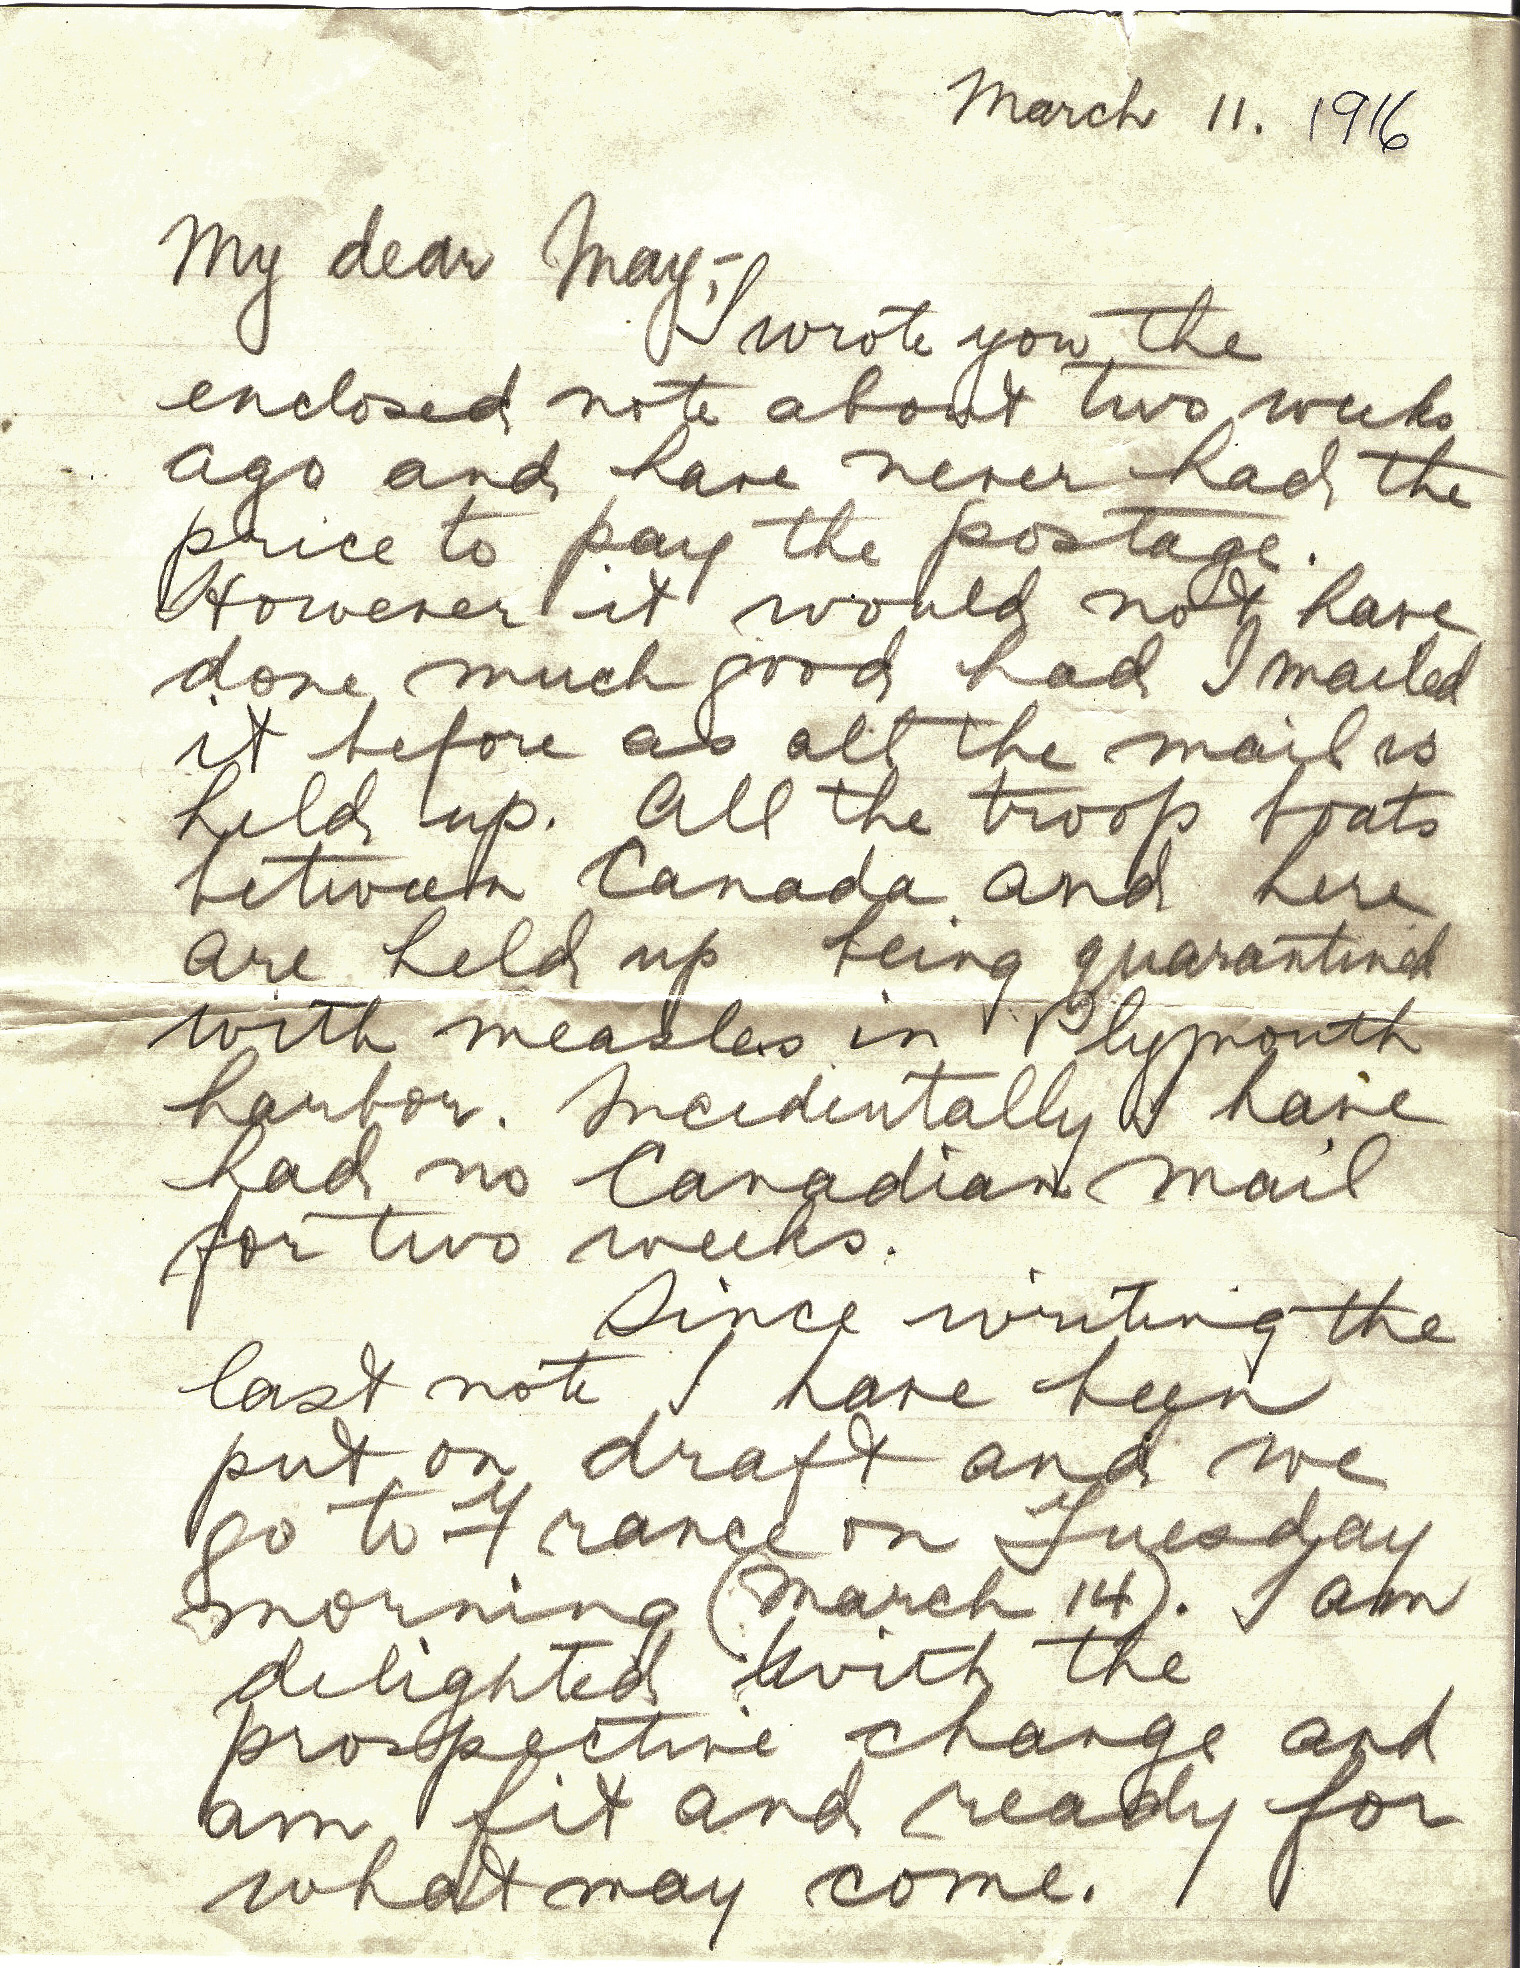 March 11. 1916
My dear May;-
I wrote you the
enclosed note about two weeks
ago and have never had the
price to pay the postage.
However it would not have
done much good had I mailed
it before as all the mail is
held up. All the troop boats
between Canada and here
are held up being quarantined
with measles in Plymouth
harbor. Incidentally I have
had no Canadian mail
for two weeks.
Since writing the
last note I have been
put on draft and we
go to France on Tuesday
morning (March 14). I am
delighted with the
prospective change and
am fit and ready for
what may come.